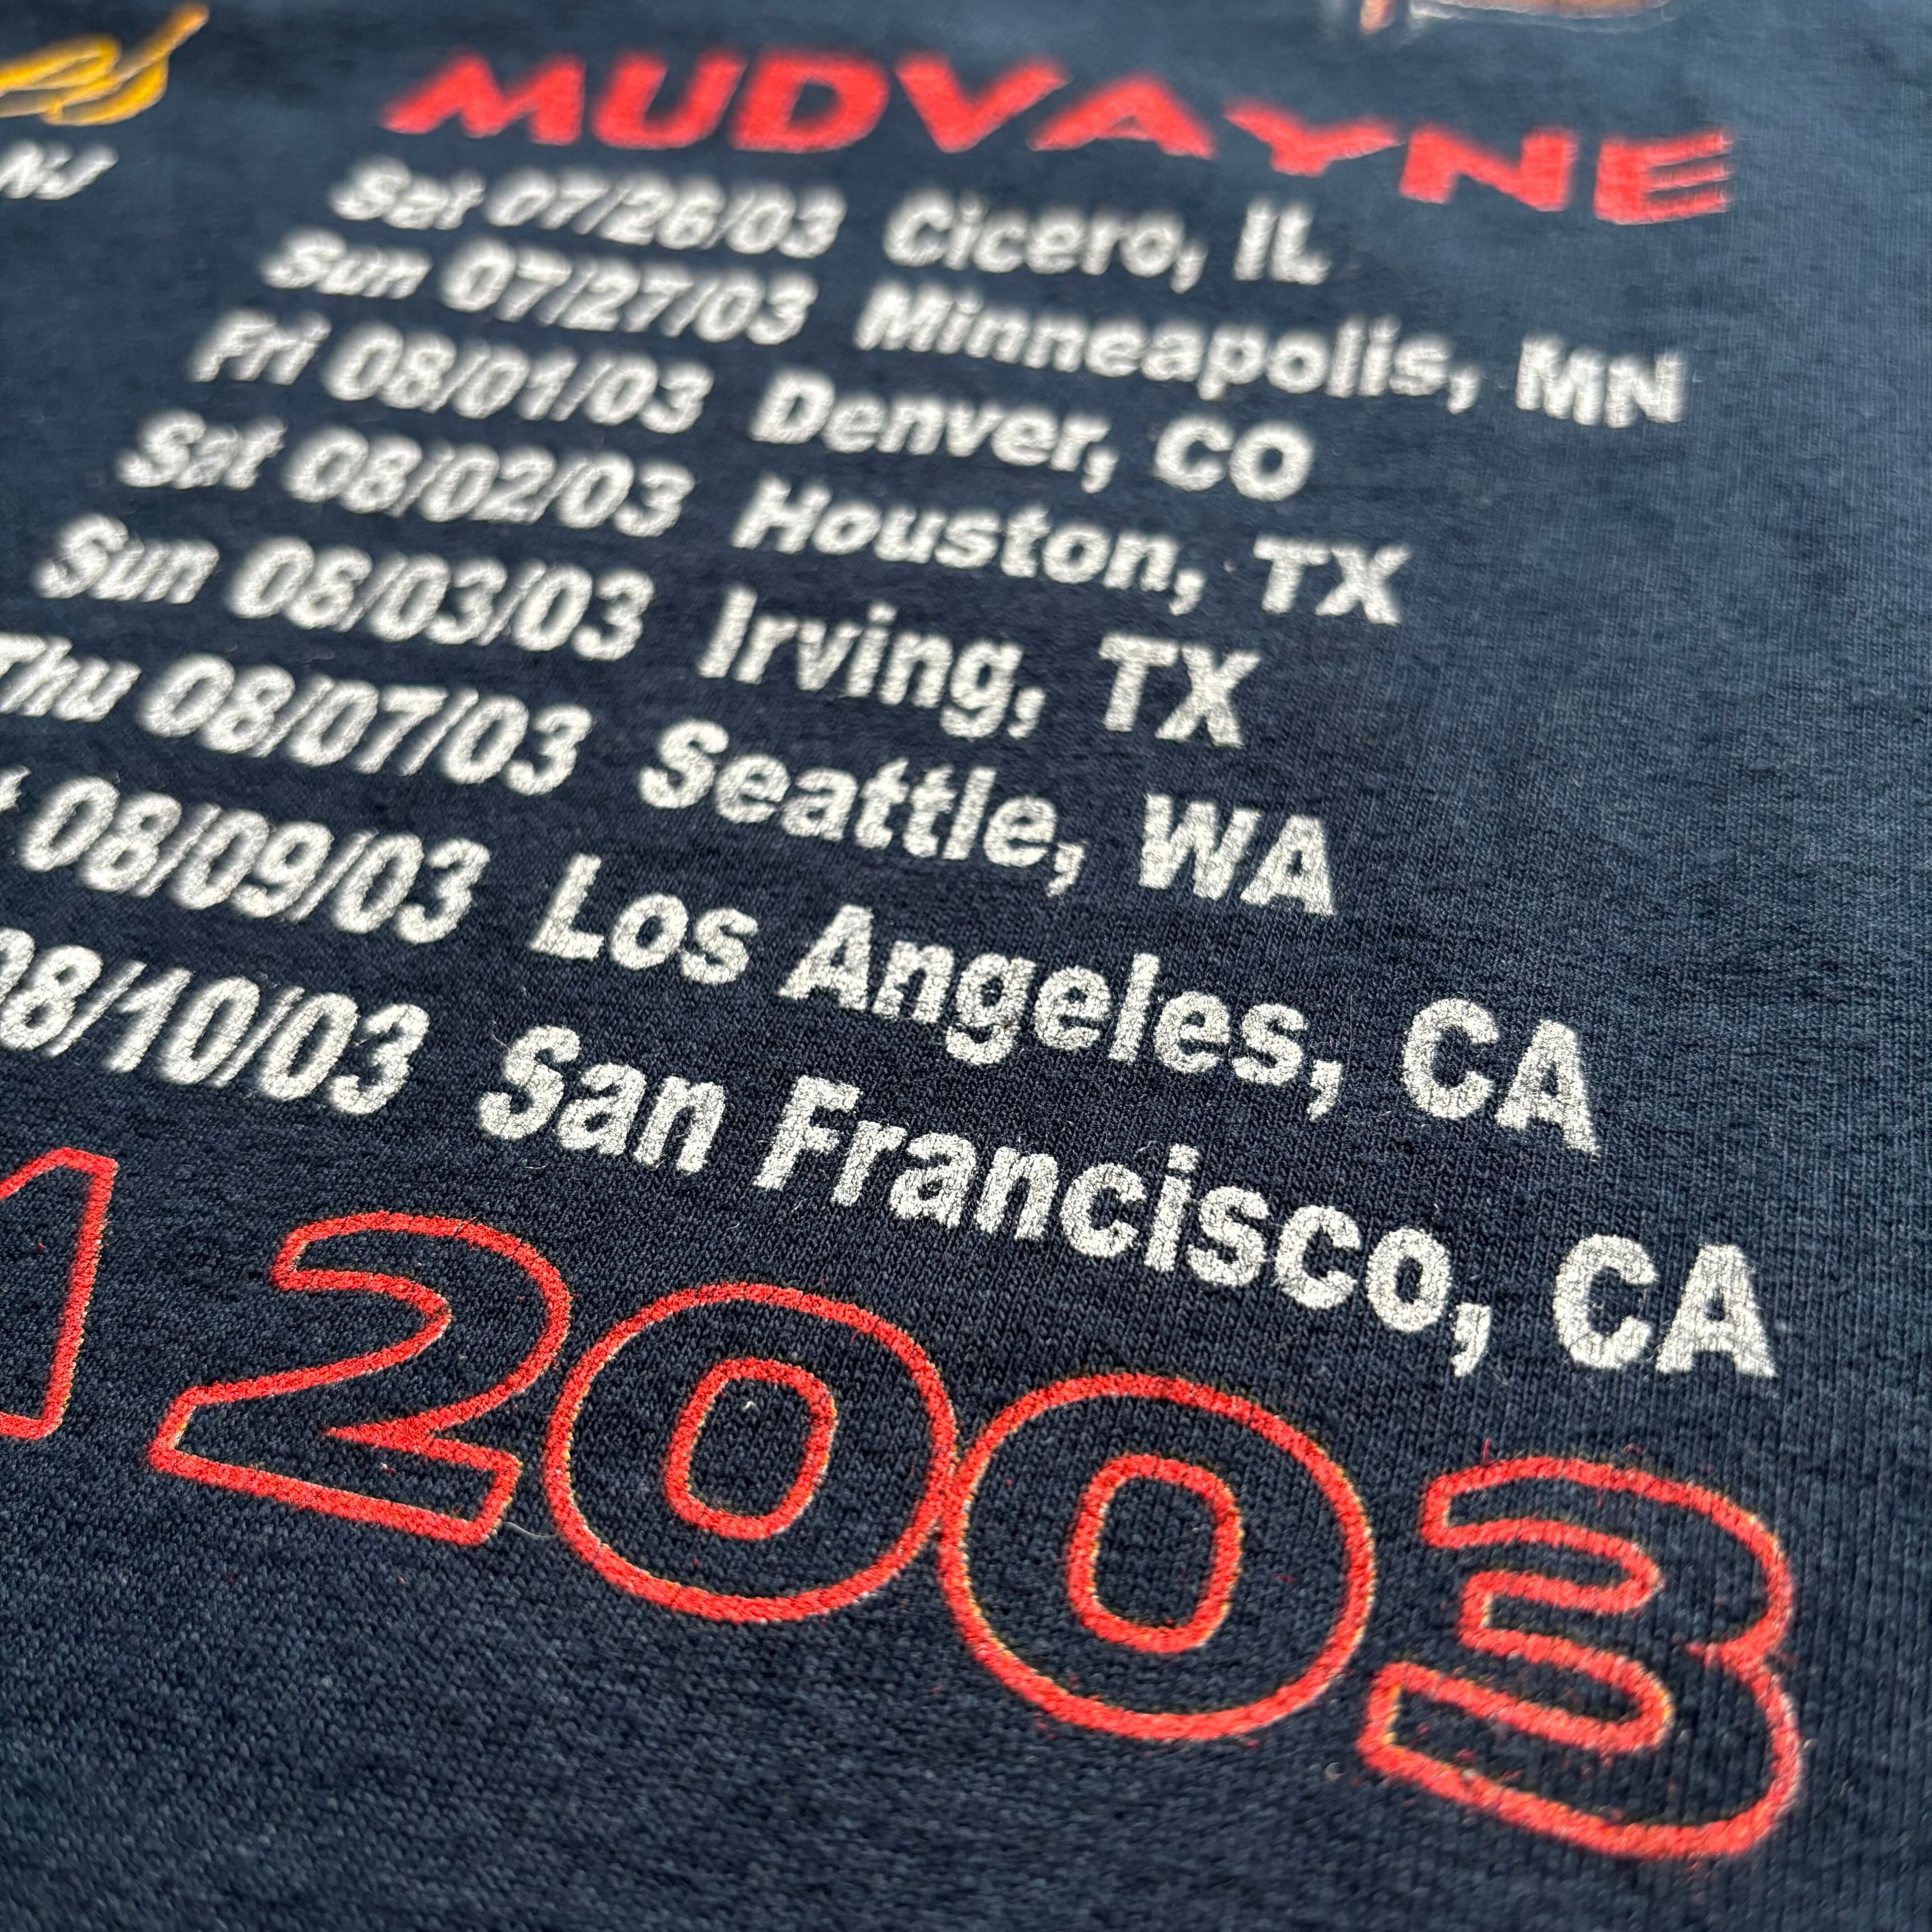 MUDVAYNE
NJ
Sat 07/26/03 Cicero, IL
Sun 07/27/03 Minneapolis, MN
Fri 08/01/03 Denver, CO
Sat 08/02/03 Houston, TX
Sun 08/03/03 Irving, TX
Thu 08/07/03 Seattle, WA
08/09/03 Los Angeles, CA
08/10/03 San Francisco, CA
2003